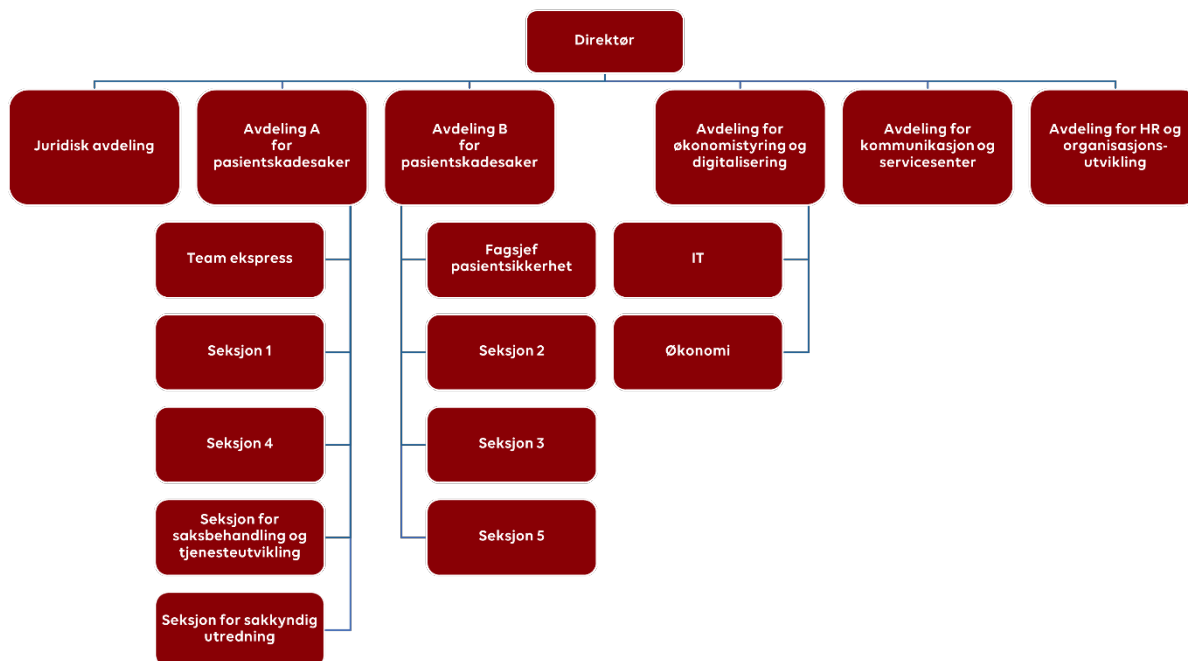 Direktør
Juridisk avdeling
Avdeling A
for
pasientskadesaker
Avdeling B
for
pasientskadesaker
Avdeling for
økonomistyring og
digitalisering
Avdeling for
kommunikasjon og
servicesenter
Avdeling for HR og
organisasjons-
utvikling
Team ekspress
Seksjon 1
Seksjon 4
Seksjon for
saksbehandling og
tjenesteutvikling
Seksjon for sakkyndig
utredning
Fagsjef
pasientsikkerhet
Seksjon 2
Seksjon 3
Seksjon 5
IT
Økonomi